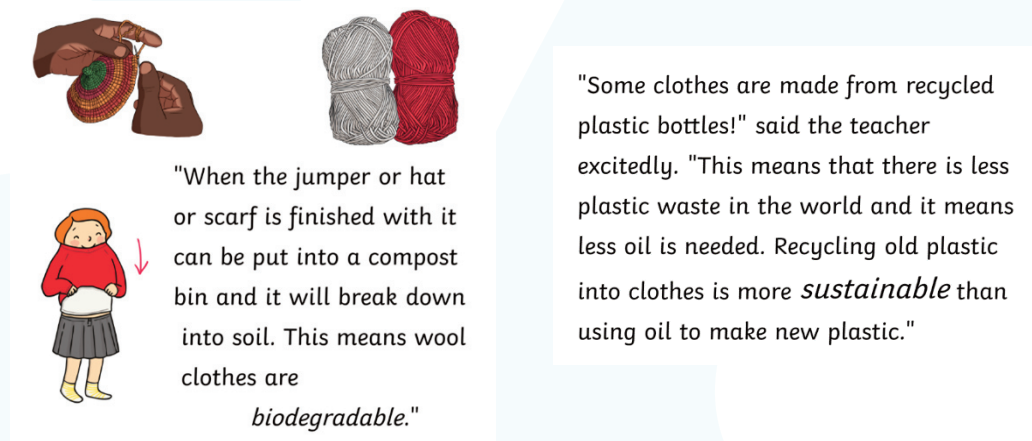 "When the jumper or hat
or scarf is finished with it
can be put into a compost
bin and it will break down
into soil. This means wool
clothes are
biodegradable."
"Some clothes are made from recycled
plastic bottles!" said the teacher
excitedly. "This means that there is less
plastic waste in the world and it means
less oil is needed. Recycling old plastic
into clothes is more sustainable than
using oil to make new plastic."